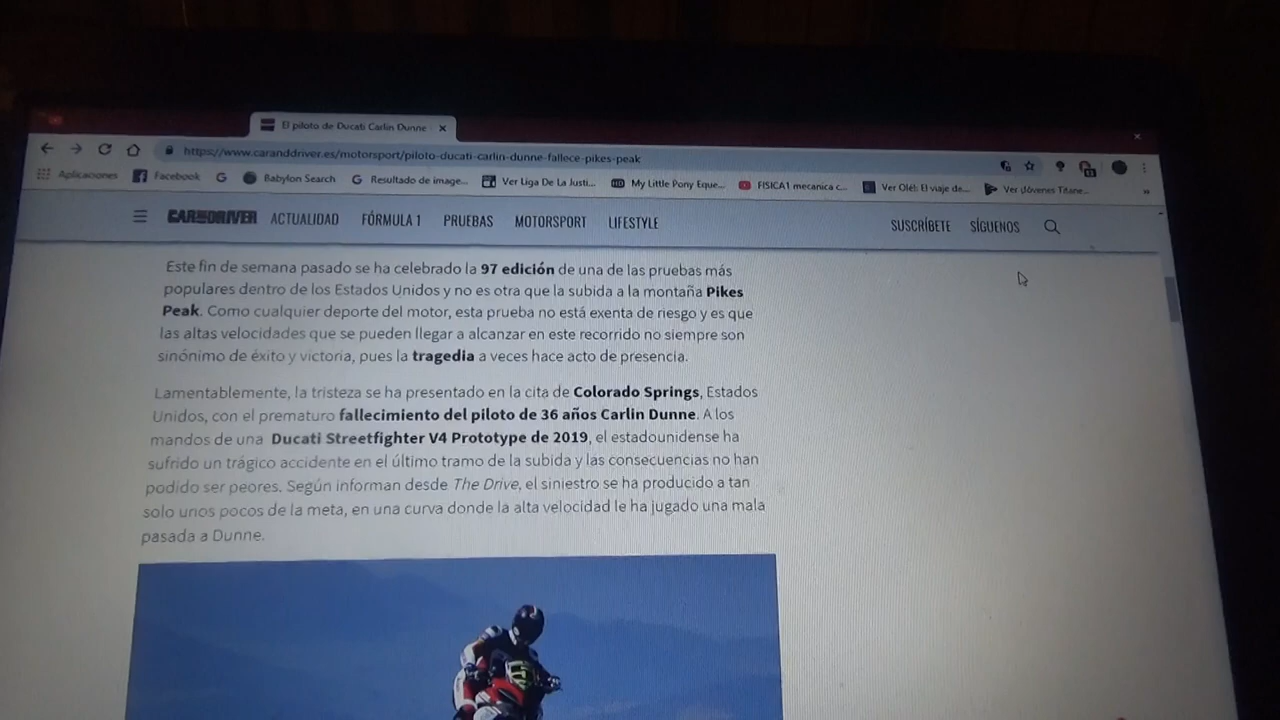 El piloto de Ducati Carlin Dunne
https://www.caranddriver.es/motorsport/piloto-ducati-carlin-dunne-fallece-pikes-peak
Aplicaciones Facebook Babylon Search Resultado de image... Ver Liga De La Justi... My Little Pony Eque... FISICA1 mecanica c... Ver Olé!: El viaje de... Ver Jóvenes Titane...
CAR AND DRIVER ACTUALIDAD FÓRMULA 1 PRUEBAS MOTORSPORT LIFESTYLE SUSCRÍBETE SÍGUENOS
Este fin de semana pasado se ha celebrado la 97 edición de una de las pruebas más
populares dentro de los Estados Unidos y no es otra que la subida a la montaña Pikes
Peak. Como cualquier deporte del motor, esta prueba no está exenta de riesgo y es que
las altas velocidades que se pueden llegar a alcanzar en este recorrido no siempre son
sinónimo de éxito y victoria, pues la tragedia a veces hace acto de presencia.
Lamentablemente, la tristeza se ha presentado en la cita de Colorado Springs, Estados
Unidos, con el prematuro fallecimiento del piloto de 36 años Carlin Dunne. A los
mandos de una Ducati Streetfighter V4 Prototype de 2019, el estadounidense ha
sufrido un trágico accidente en el último tramo de la subida y las consecuencias no han
podido ser peores. Según informan desde The Drive, el siniestro se ha producido a tan
solo unos pocos de la meta, en una curva donde la alta velocidad le ha jugado una mala
pasada a Dunne.